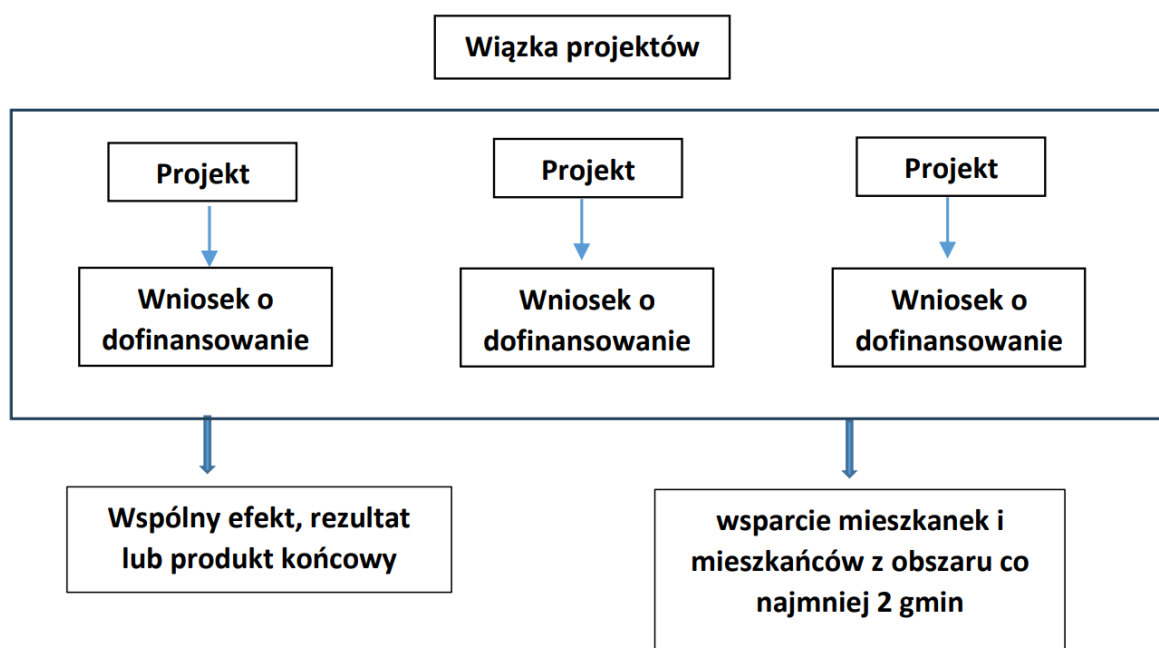 Wiązka projektów
Projekt
Projekt
Projekt
Wniosek o
dofinansowanie
Wniosek o
dofinansowanie
Wniosek o
dofinansowanie
Wspólny efekt, rezultat
lub produkt końcowy
wsparcie mieszkanek i
mieszkańców z obszaru co
najmniej 2 gmin